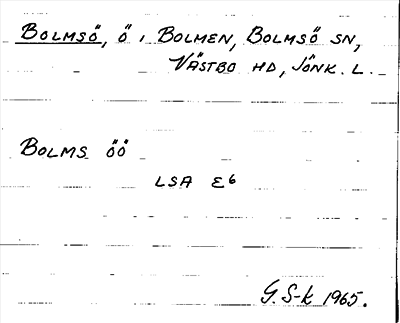 BOLMSÖ, Ö I BOLMEN, BOLMSÖ SN,
VÄSTBO HD, JÖNK. L.
BOLMS ÖÖ
LSA E6
G. S-k 1965.